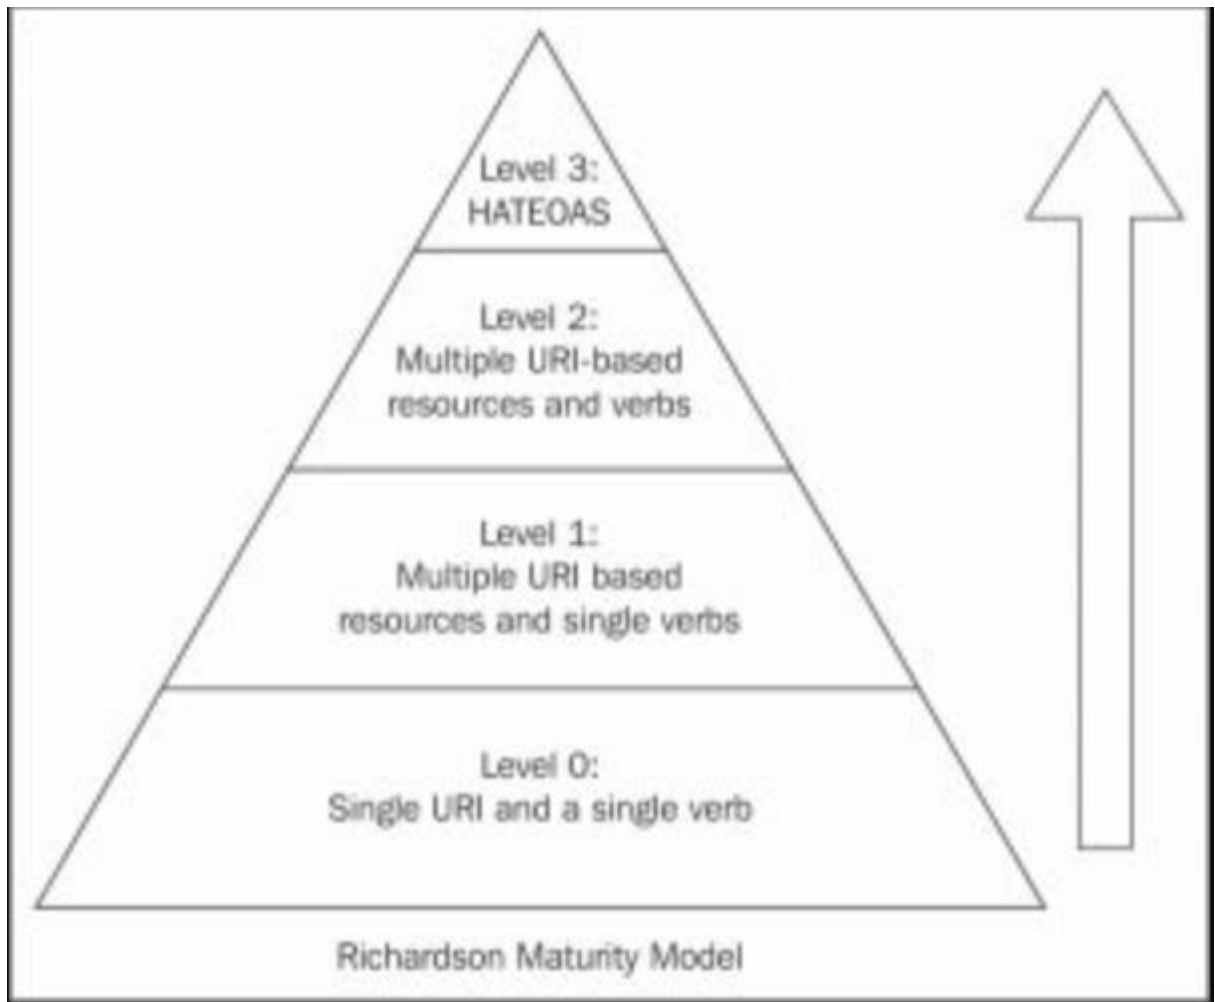 Level 3:
HATEOAS
Level 2:
Multiple URI-based
resources and verbs
Level 1:
Multiple URI based
resources and single verbs
Level 0:
Single URI and a single verb
Richardson Maturity Model